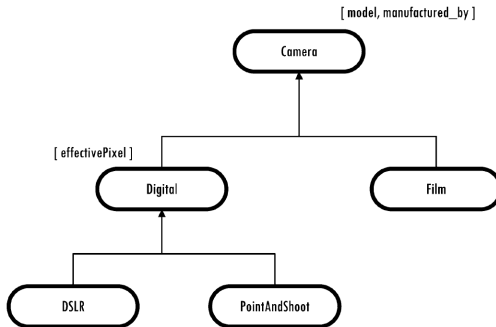 [ model, manufactured_by ]
Camera
[ effectivePixel ]
Digital
Film
DSLR
PointAndShoot